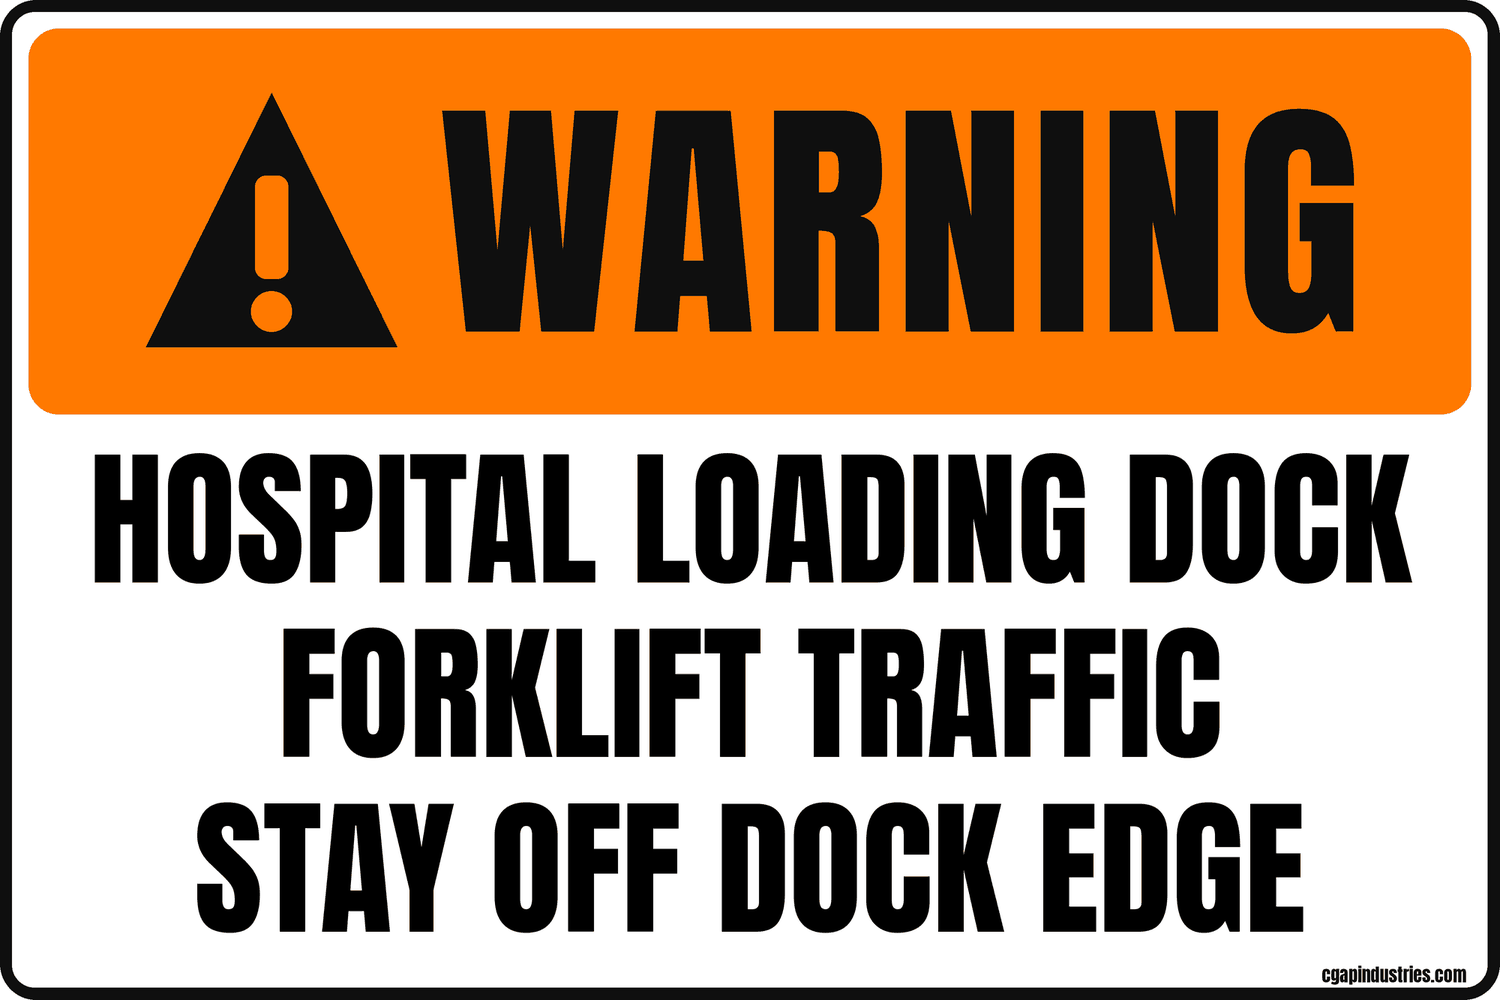 WARNING
HOSPITAL LOADING DOCK
FORKLIFT TRAFFIC
STAY OFF DOCK EDGE
cgapindustries.com